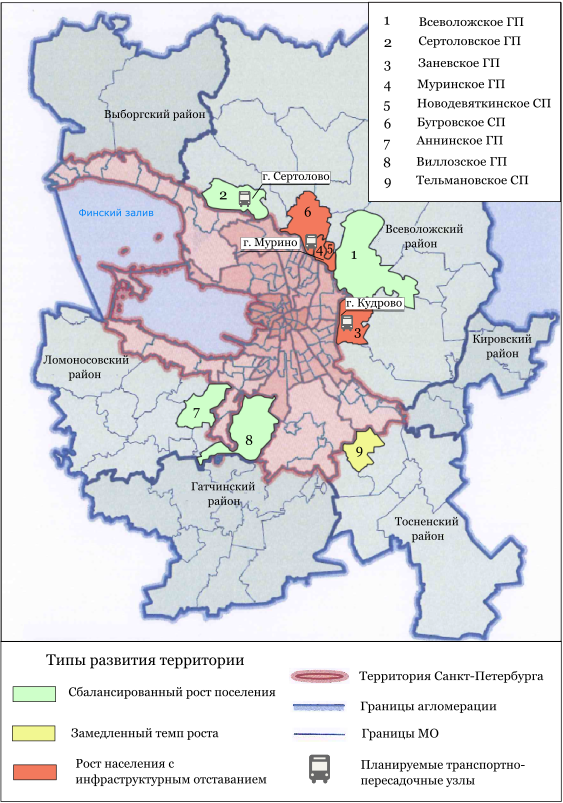 1 Всеволожское ГП
2 Сертоловское ГП
3 Заневское ГП
4 Муринское ГП
5 Новодевяткинское СП
6 Бугровское СП
7 Аннинское ГП
8 Виллозское ГП
9 Тельмановское СП
Выборгский район
г. Сертолово
2
Финский залив
6
г. Мурино
4
5
1
Всеволожский
район
г. Кудрово
3
Кировский
район
Ломоносовский
район
7
8
9
Гатчинский
район
Тосненский
район
Типы развития территории
Сбалансированный рост поселения
Замедленный темп роста
Рост населения с
инфраструктурным отставанием
Территория Санкт-Петербурга
Границы агломерации
Границы МО
Планируемые транспортно-
пересадочные узлы